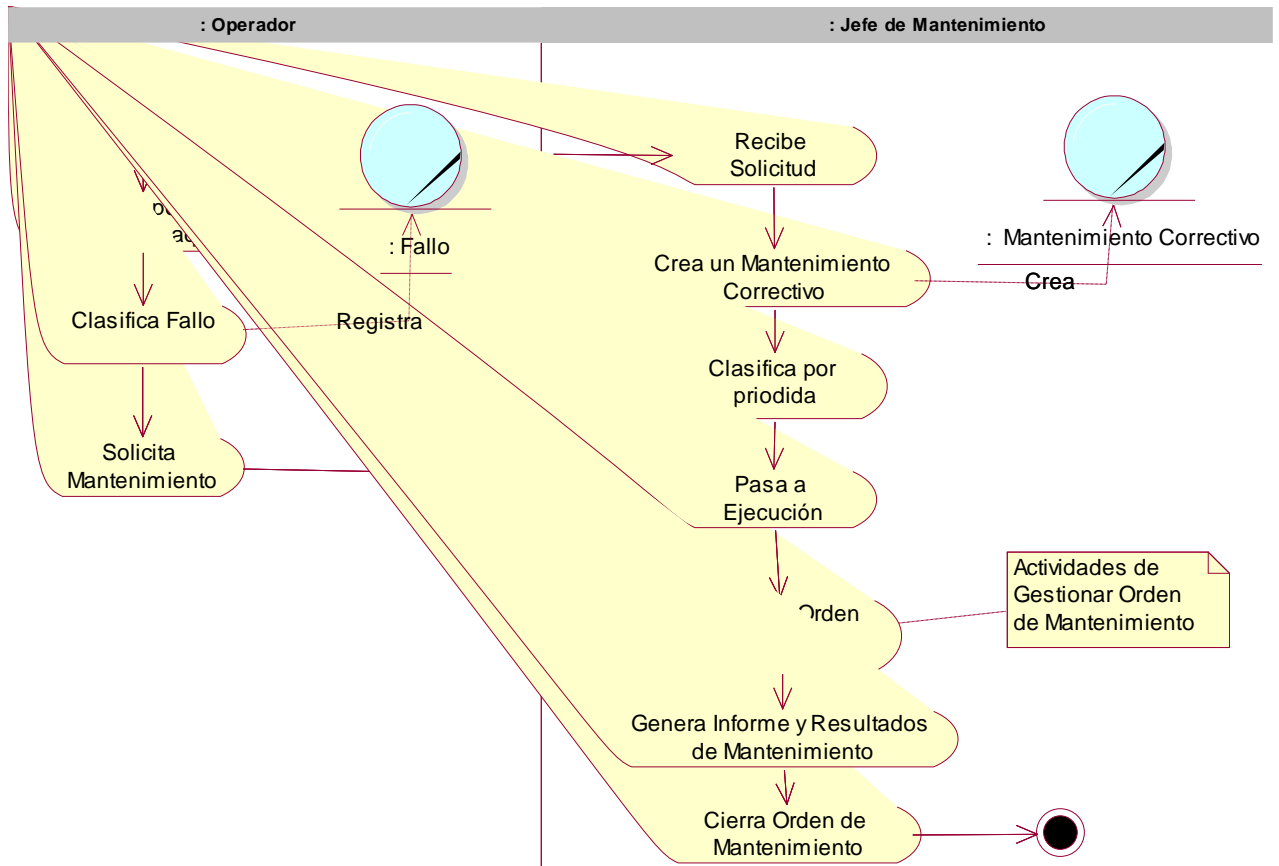 : Operador
: Jefe de Mantenimiento
: Fallo
Clasifica Fallo
Registra
Solicita
Mantenimiento
Recibe
Solicitud
Crea un Mantenimiento
Correctivo
: Mantenimiento Correctivo
Crea
Clasifica por
priodida
Pasa a
Ejecución
Orden
Actividades de
Gestionar Orden
de Mantenimiento
Genera Informe y Resultados
de Mantenimiento
Cierra Orden de
Mantenimiento